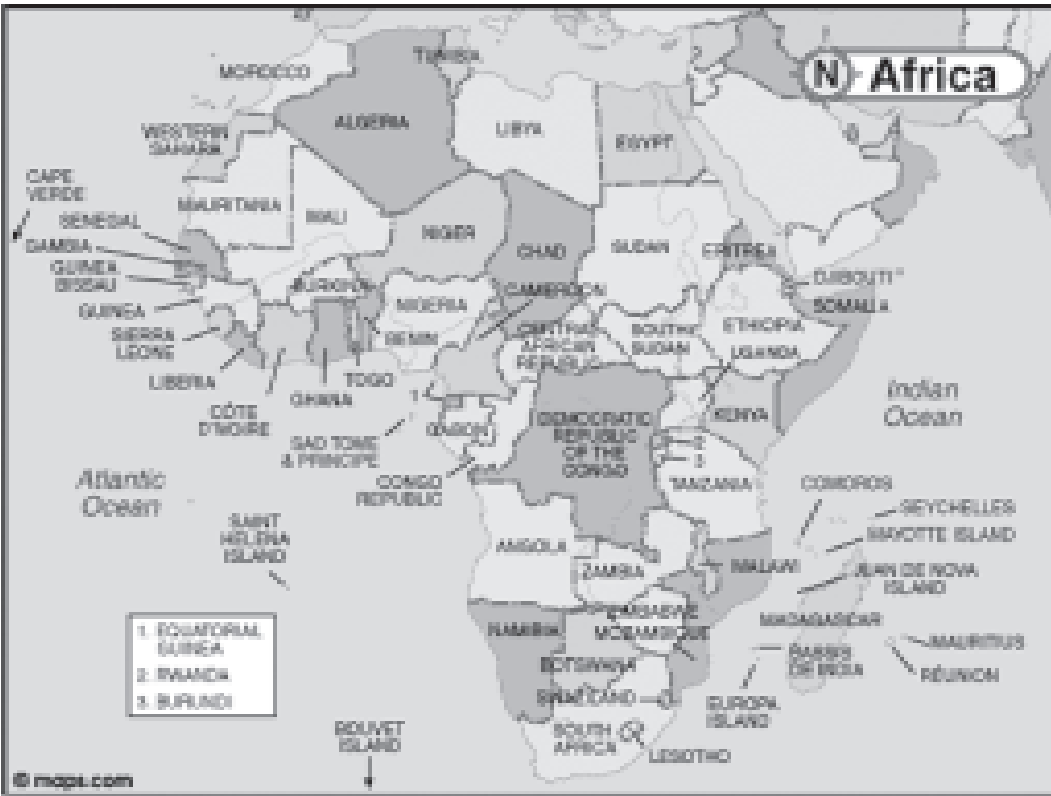 N Africa
TUNISIA
MOROCCO
ALGERIA
LIBYA
EGYPT
WESTERN
SAHARA
CAPE
VERDE
MAURITANIA
MALI
NIGER
CHAD
SUDAN
ERITREA
SENEGAL
GAMBIA
GUINEA
BISSAU
GUINEA
SIERRA
LEONE
LIBERIA
CÔTE
D'IVOIRE
GHANA
TOGO
BURKINA
BENIN
NIGERIA
CAMEROON
CENTRAL
AFRICAN
REPUBLIC
SOUTH
SUDAN
ETHIOPIA
DJIBOUTI
SOMALIA
UGANDA
KENYA
Indian
Ocean
1
SAO TOME
& PRINCIPE
GABON
CONGO
REPUBLIC
DEMOCRATIC
REPUBLIC
OF THE
CONGO
2
3
TANZANIA
Atlantic
Ocean
SAINT
HELENA
ISLAND
COMOROS
SEYCHELLES
MAYOTTE ISLAND
JUAN DE NOVA
ISLAND
ANGOLA
ZAMBIA
MALAWI
MADAGASCAR
ZIMBABWE
MOZAMBIQUE
NAMIBIA
BOTSWANA
SWAZILAND
MAURITIUS
RÉUNION
EUROPA
ISLAND
SOUTH
AFRICA
LESOTHO
1. EQUATORIAL
GUINEA
2. RWANDA
3. BURUNDI
BOUVET
ISLAND
© maps.com